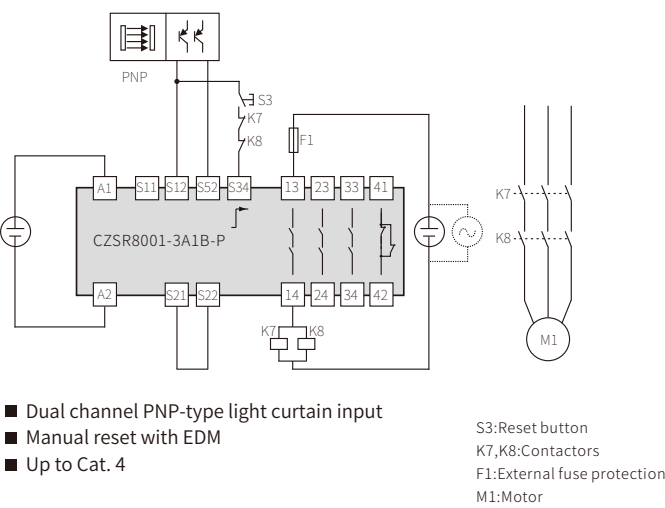 PNP
S3
K7
K8
F1
A1 S11 S12 S52 S34 13 23 33 41
K7
K8
CZSR8001-3A1B-P
A2 S21 S22 14 24 34 42
K7 K8
M1
Dual channel PNP-type light curtain input
Manual reset with EDM
Up to Cat. 4
S3:Reset button
K7,K8:Contactors
F1:External fuse protection
M1:Motor